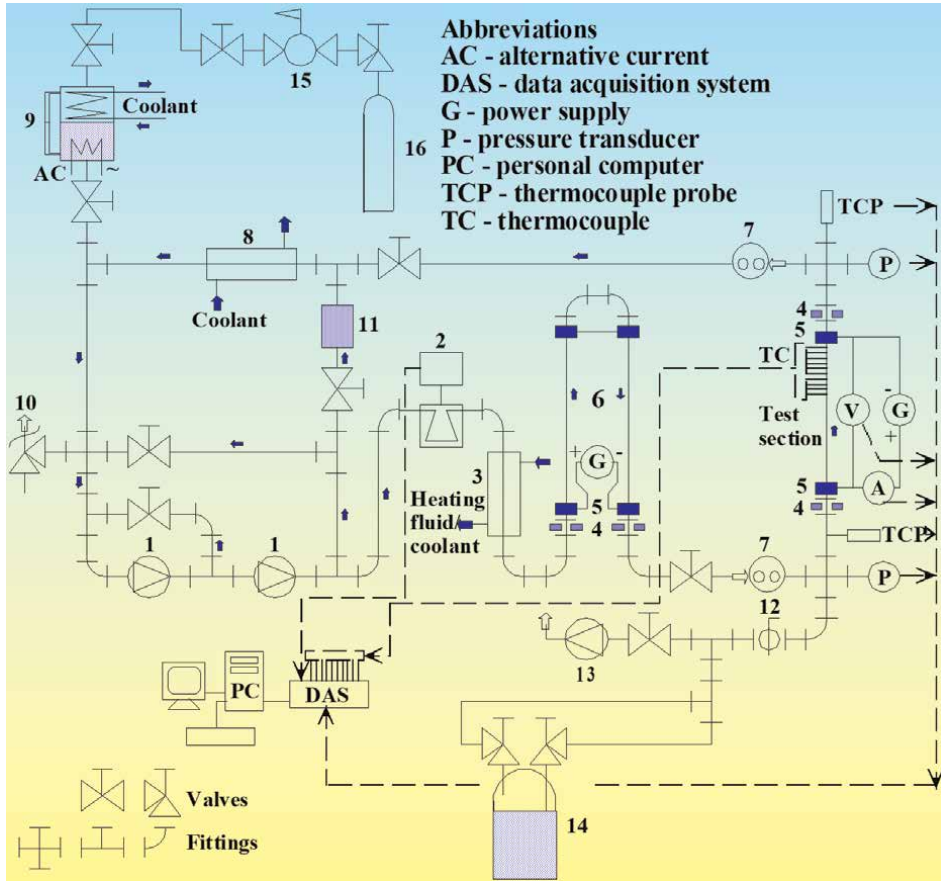 Abbreviations
AC - alternative current
DAS - data acquisition system
G - power supply
P - pressure transducer
PC - personal computer
TCP - thermocouple probe
TC - thermocouple
15
16
9
Coolant
AC
~
TCP
8
7
P
Coolant
11
2
4
5
TC
10
6
V
-
G
+
Test
section
3
+
G
-
5
A
Heating
fluid/
coolant
5
4
4
TCP
1
1
7
P
12
13
PC
DAS
14
Valves
Fittings